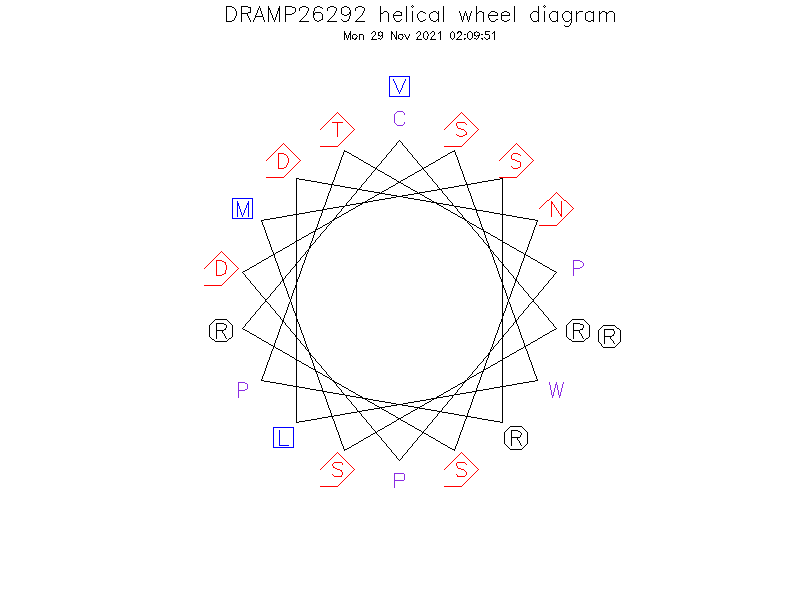 DRAMP26292 helical wheel diagram
Mon 29 Nov 2021 02:09:51
V
C
T S
D S
M N
D P
R R R
P W
L R
S P S